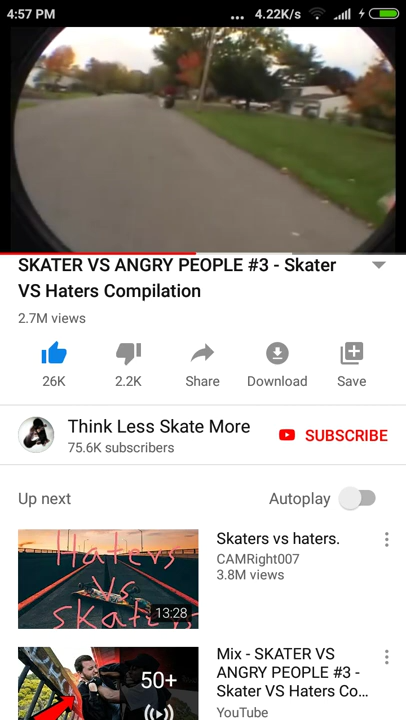 4:57 PM
... 4.22K/s
SKATER VS ANGRY PEOPLE #3 - Skater
VS Haters Compilation
2.7M views
26K
2.2K
Share
Download
Save
Think Less Skate More
75.6K subscribers
SUBSCRIBE
Up next
Autoplay
Haters
vs
skaters
13:28
Skaters vs haters.
CAMRight007
3.8M views
50+
Mix - SKATER VS
ANGRY PEOPLE #3 -
Skater VS Haters Co...
YouTube